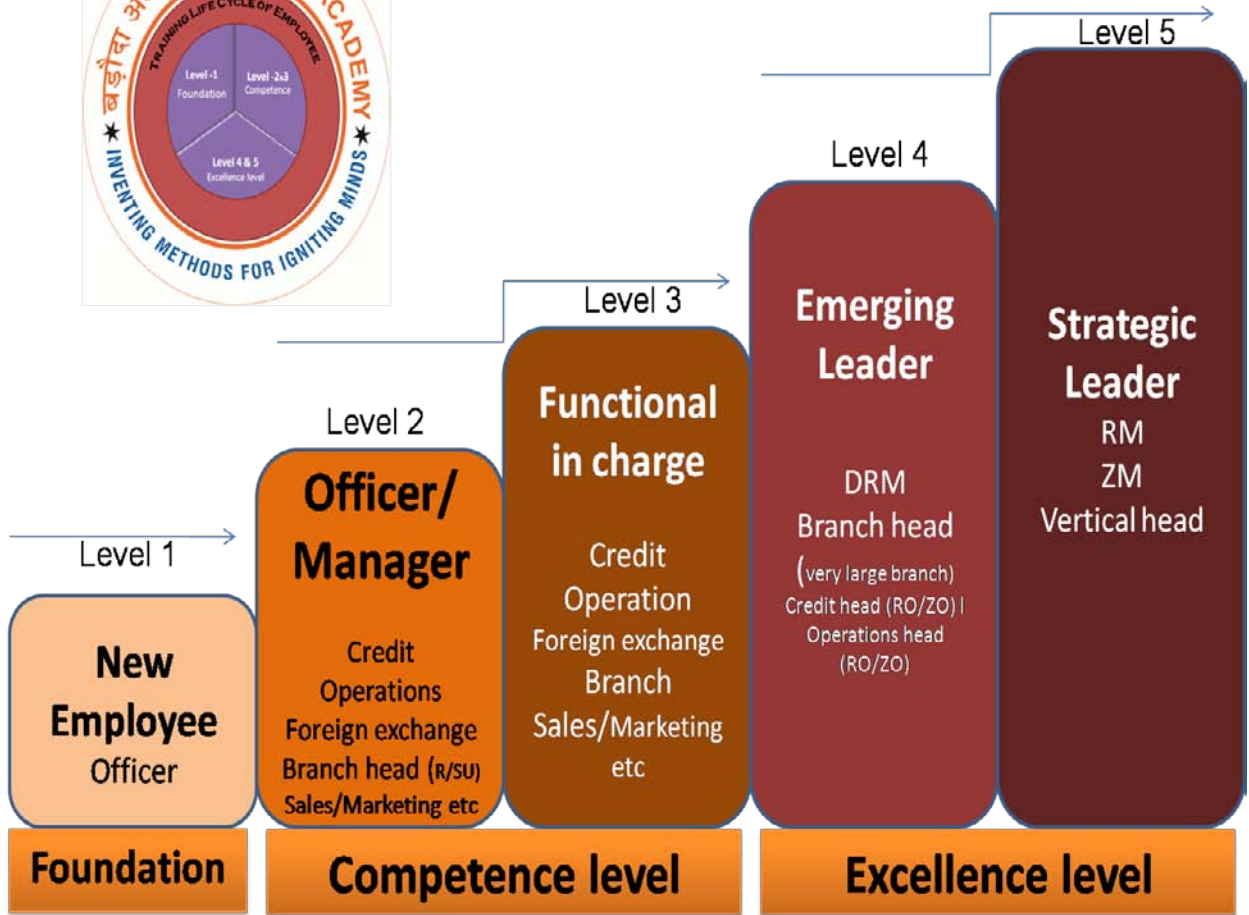 बड़ौदा
ACADEMY
TRAINING LIFE CYCLE OF EMPLOYEE
Level -1
Foundation
Level -2&3
Competence
Level 4 & 5
Excellence level
INVENTING METHODS FOR IGNITING MINDS
Level 1
New
Employee
Officer
Level 2
Officer/
Manager
Credit
Operations
Foreign exchange
Branch head (R/SU)
Sales/Marketing etc
Level 3
Functional
in charge
Credit
Operation
Foreign exchange
Branch
Sales/Marketing
etc
Level 4
Emerging
Leader
DRM
Branch head
(very large branch)
Credit head (RO/ZO) l
Operations head
(RO/ZO)
Level 5
Strategic
Leader
RM
ZM
Vertical head
Foundation
Competence level
Excellence level